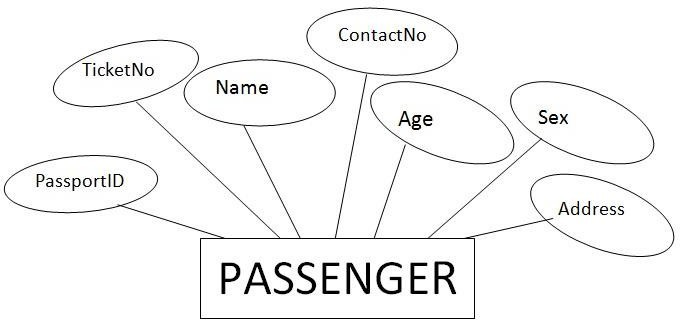 ContactNo
TicketNo
Name
Age
Sex
PassportID
Address
PASSENGER